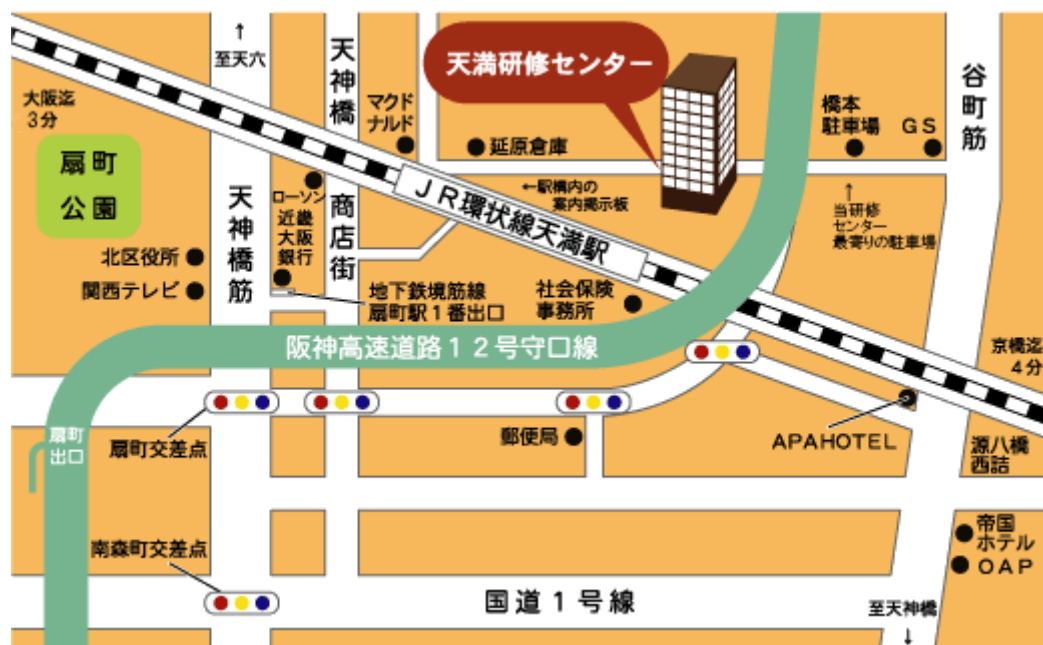 ↑
至天六
天神橋
天満研修センター
谷町筋
大阪迄
3分
マクド
ナルド
延原倉庫
橋本
駐車場
GS
扇町
公園
天神橋筋
ローソン
近畿
大阪
銀行
商店街
JR環状線天満駅
←駅構内の
案内掲示板
↑
当研修
センター
最寄りの駐車場
北区役所
関西テレビ
地下鉄境筋線
扇町駅1番出口
社会保険
事務所
阪神高速道路12号守口線
京橋迄
4分
扇町
出口
扇町交差点
郵便局
APAHOTEL
源八橋
西詰
南森町交差点
帝国
ホテル
OAP
国道1号線
至天神橋
↓